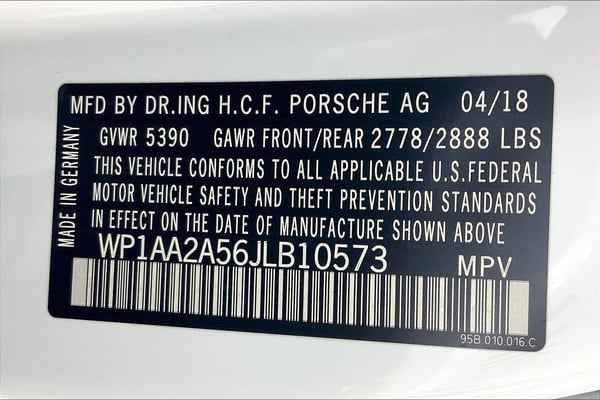 MFD BY DR.ING H.C.F. PORSCHE AG 04/18
GVWR 5390 GAWR FRONT/REAR 2778/2888 LBS
THIS VEHICLE CONFORMS TO ALL APPLICABLE U.S.FEDERAL
MOTOR VEHICLE SAFETY AND THEFT PREVENTION STANDARDS
IN EFFECT ON THE DATE OF MANUFACTURE SHOWN ABOVE
WP1AA2A56JLB10573 MPV
95B.010.016.C
MADE IN GERMANY